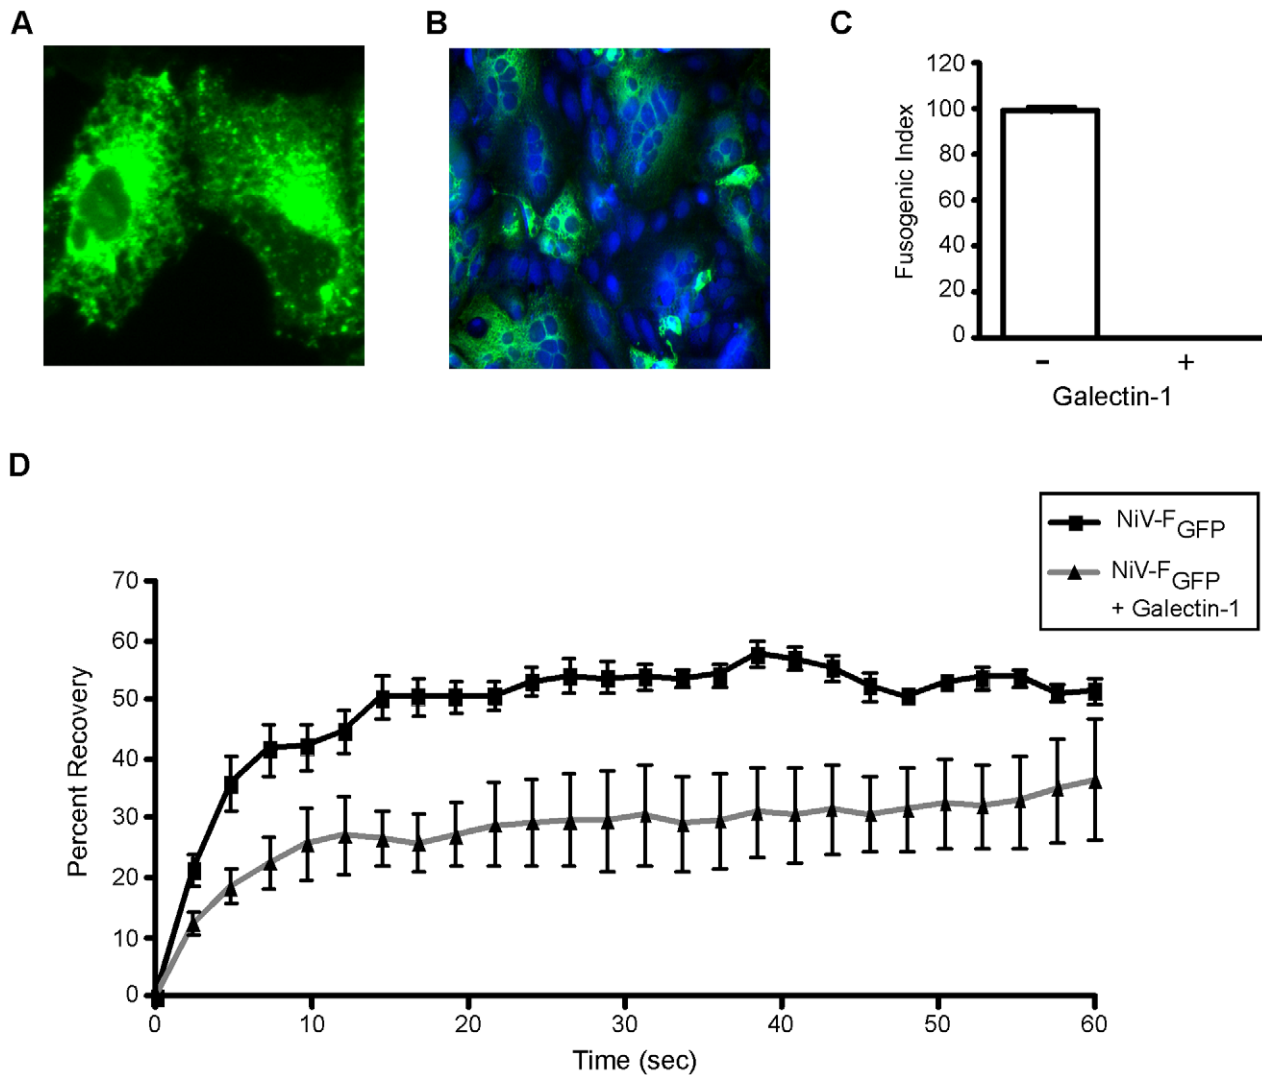 A
B
C
120
100
80
60
40
20
0
Fusogenic Index
-
+
Galectin-1
D
NiV-FGFP
NiV-FGFP
+ Galectin-1
70
60
50
40
30
20
10
0
Percent Recovery
0 10 20 30 40 50 60
Time (sec)